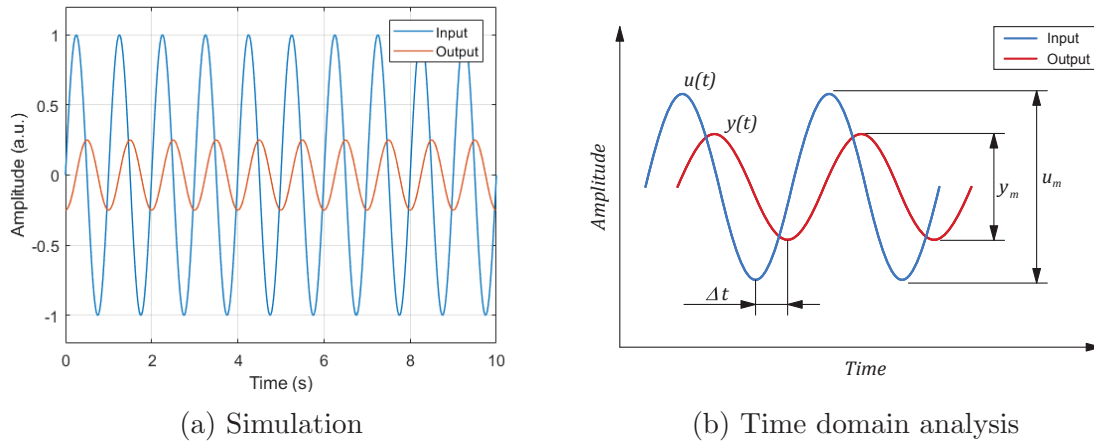 1
0.5
0
-0.5
-1
Amplitude (a.u.)
Input
Output
0 2 4 6 8 10
Time (s)
(a) Simulation
Input
Output
u(t)
y(t)
Amplitude
y_m
u_m
Δt
Time
(b) Time domain analysis